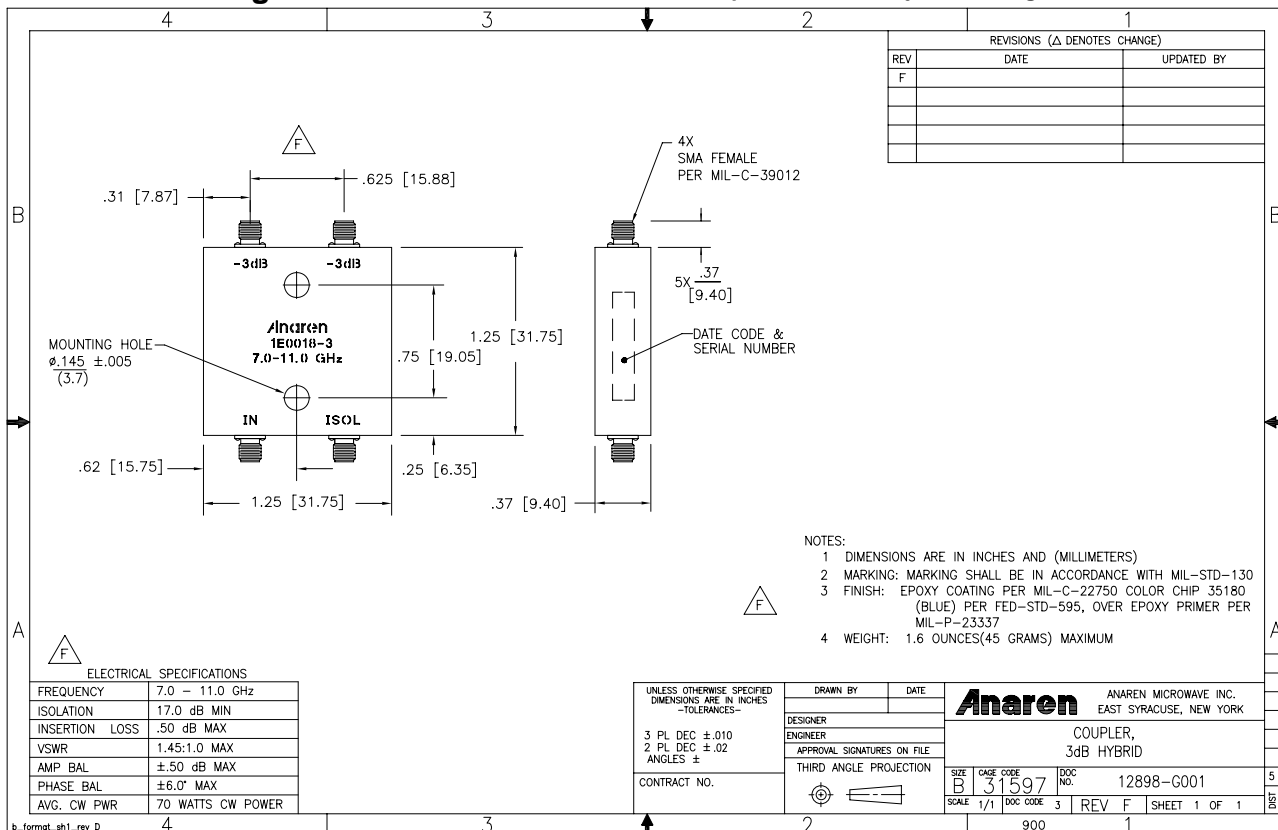 4 3 2 1
REVISIONS (△ DENOTES CHANGE)
REV DATE UPDATED BY
F
F
4X
SMA FEMALE
PER MIL-C-39012
.31 [7.87]
.625 [15.88]
B
B
-3dB -3dB
5X .37
[9.40]
Anaren
1E0018-3
7.0-11.0 GHz
MOUNTING HOLE
ø.145 ±.005
(3.7)
.75 [19.05]
1.25 [31.75]
DATE CODE &
SERIAL NUMBER
IN ISOL
.62 [15.75]
.25 [6.35]
1.25 [31.75]
.37 [9.40]
NOTES:
1 DIMENSIONS ARE IN INCHES AND (MILLIMETERS)
2 MARKING: MARKING SHALL BE IN ACCORDANCE WITH MIL-STD-130
3 FINISH: EPOXY COATING PER MIL-C-22750 COLOR CHIP 35180
(BLUE) PER FED-STD-595, OVER EPOXY PRIMER PER
MIL-P-23337
4 WEIGHT: 1.6 OUNCES(45 GRAMS) MAXIMUM
F
A
A
F
ELECTRICAL SPECIFICATIONS
FREQUENCY 7.0 - 11.0 GHz
ISOLATION 17.0 dB MIN
INSERTION LOSS .50 dB MAX
VSWR 1.45:1.0 MAX
AMP BAL ±.50 dB MAX
PHASE BAL ±6.0° MAX
AVG. CW PWR 70 WATTS CW POWER
UNLESS OTHERWISE SPECIFIED
DIMENSIONS ARE IN INCHES
-TOLERANCES-
3 PL DEC ±.010
2 PL DEC ±.02
ANGLES ±
CONTRACT NO.
DRAWN BY DATE
DESIGNER
ENGINEER
APPROVAL SIGNATURES ON FILE
THIRD ANGLE PROJECTION
Anaren
ANAREN MICROWAVE INC.
EAST SYRACUSE, NEW YORK
COUPLER,
3dB HYBRID
SIZE B CAGE CODE 31597 DOC NO. 12898-G001
SCALE 1/1 DOC CODE 3 REV F SHEET 1 OF 1
5
DIST
b_format_sh1_rev_D
4 3 2 1
900